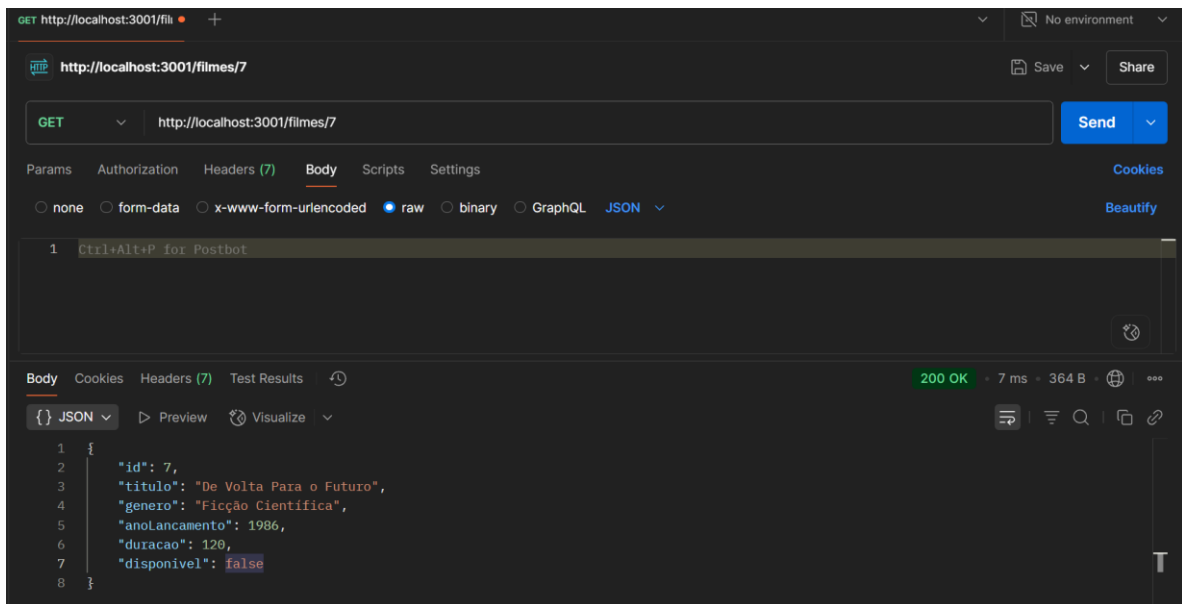 GET http://localhost:3001/fili
No environment
HTTP http://localhost:3001/filmes/7
Save
Share
GET http://localhost:3001/filmes/7
Send
Params Authorization Headers (7) Body Scripts Settings
Cookies
none form-data x-www-form-urlencoded raw binary GraphQL JSON
Beautify
1 Ctrl+Alt+P for Postbot
Body Cookies Headers (7) Test Results
200 OK 7 ms 364 B
{} JSON Preview Visualize
1 {
2 "id": 7,
3 "titulo": "De Volta Para o Futuro",
4 "genero": "Ficção Científica",
5 "anoLancamento": 1986,
6 "duracao": 120,
7 "disponivel": false
8 }